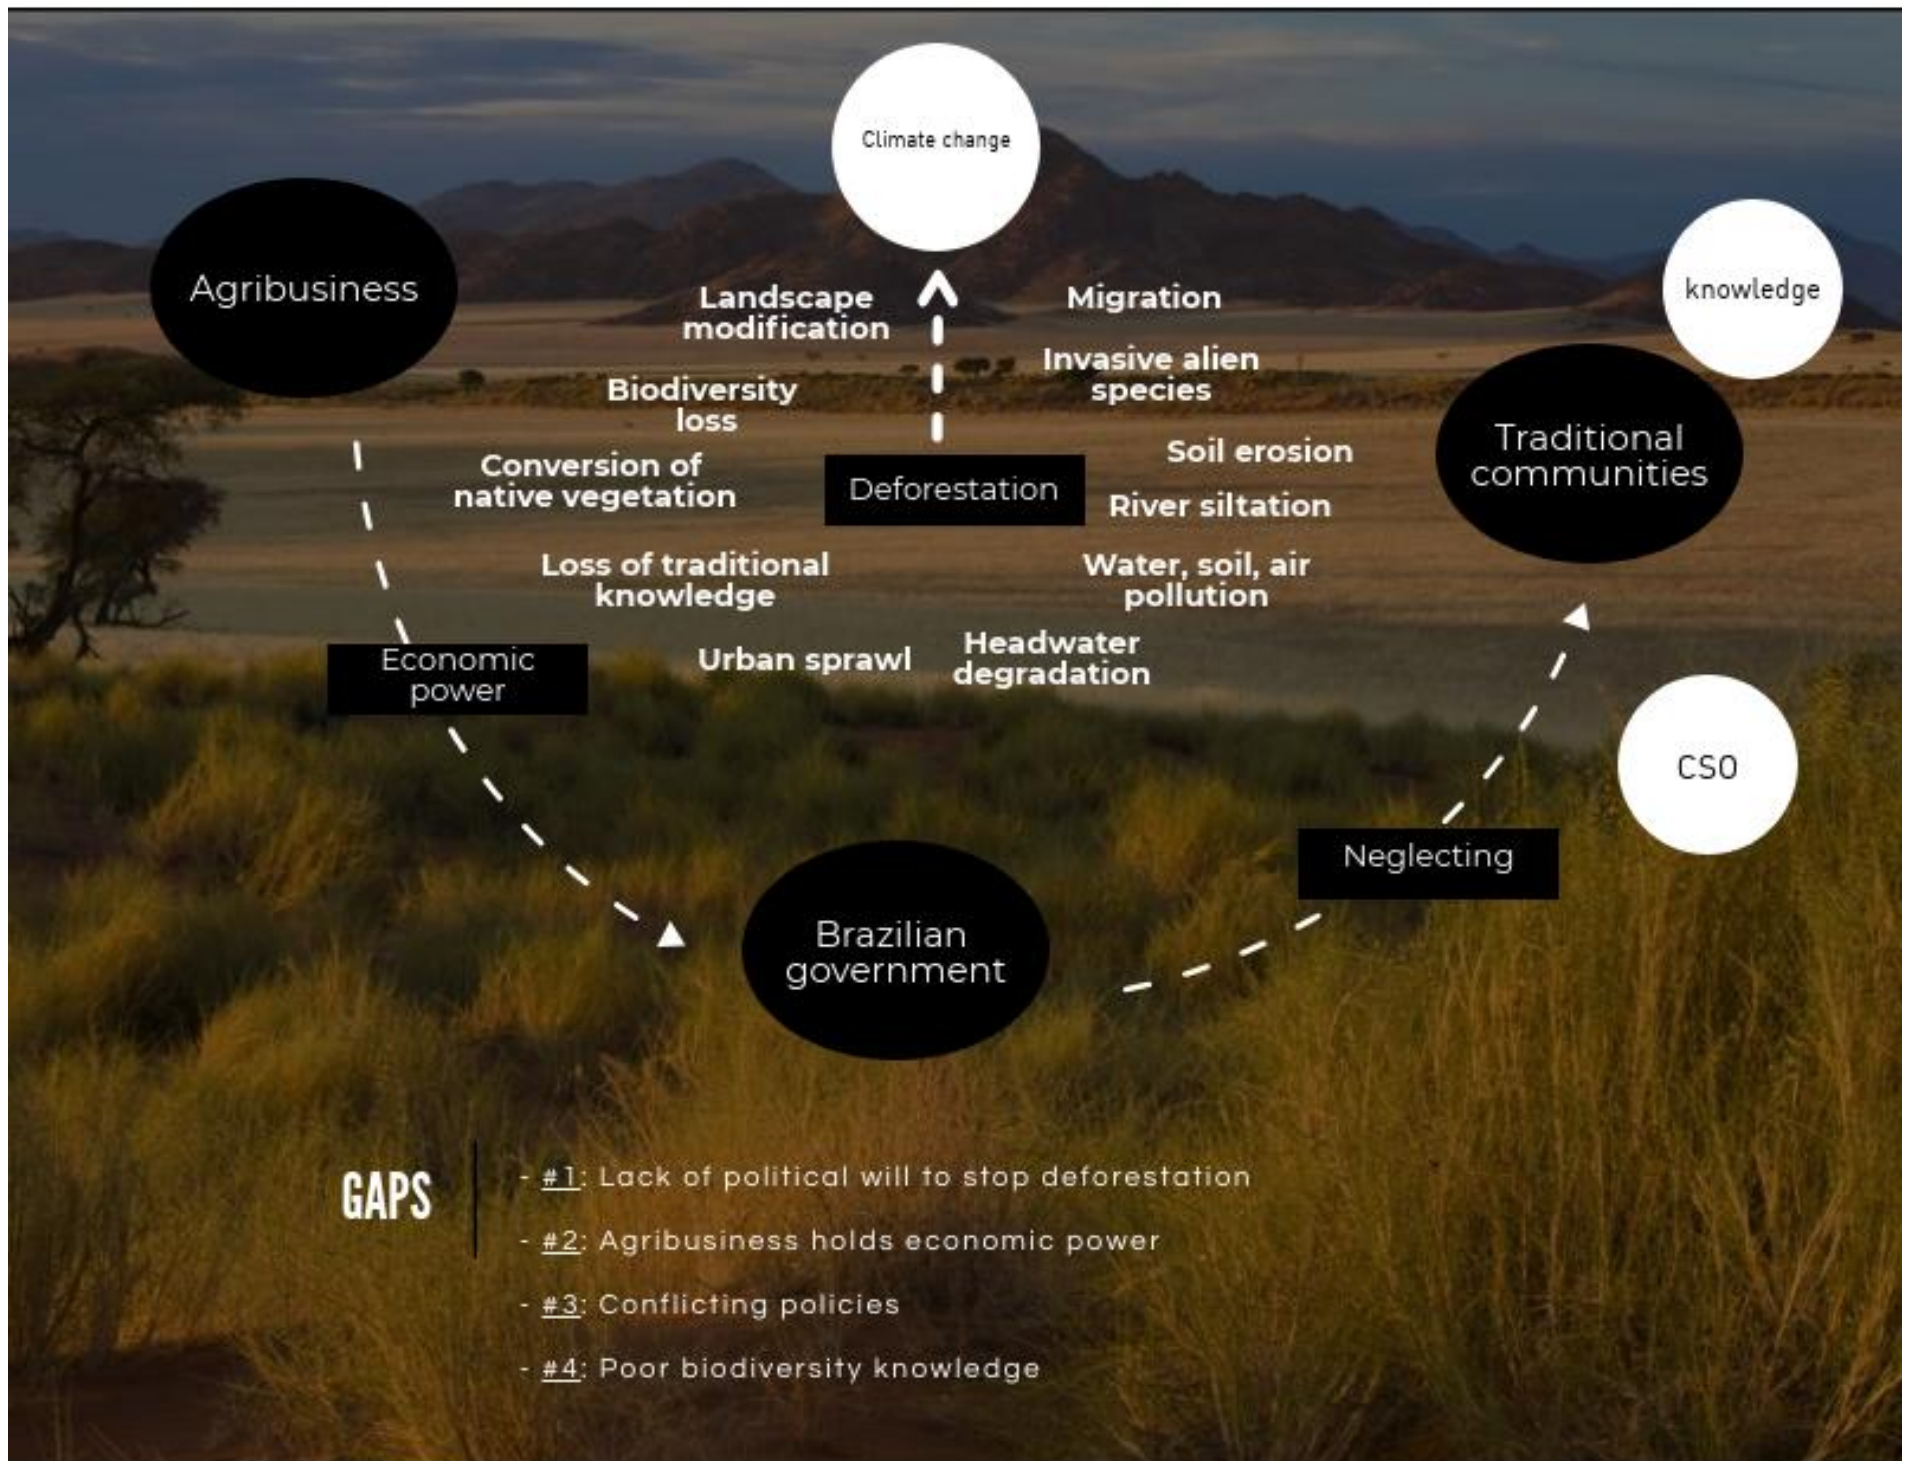 Climate change
Agribusiness
knowledge
Landscape
modification
Migration
Biodiversity
loss
Invasive alien
species
Conversion of
native vegetation
Deforestation
Soil erosion
River siltation
Traditional
communities
Loss of traditional
knowledge
Water, soil, air
pollution
Economic
power
Urban sprawl
Headwater
degradation
CSO
Neglecting
Brazilian
government
GAPS
- #1: Lack of political will to stop deforestation
- #2: Agribusiness holds economic power
- #3: Conflicting policies
- #4: Poor biodiversity knowledge